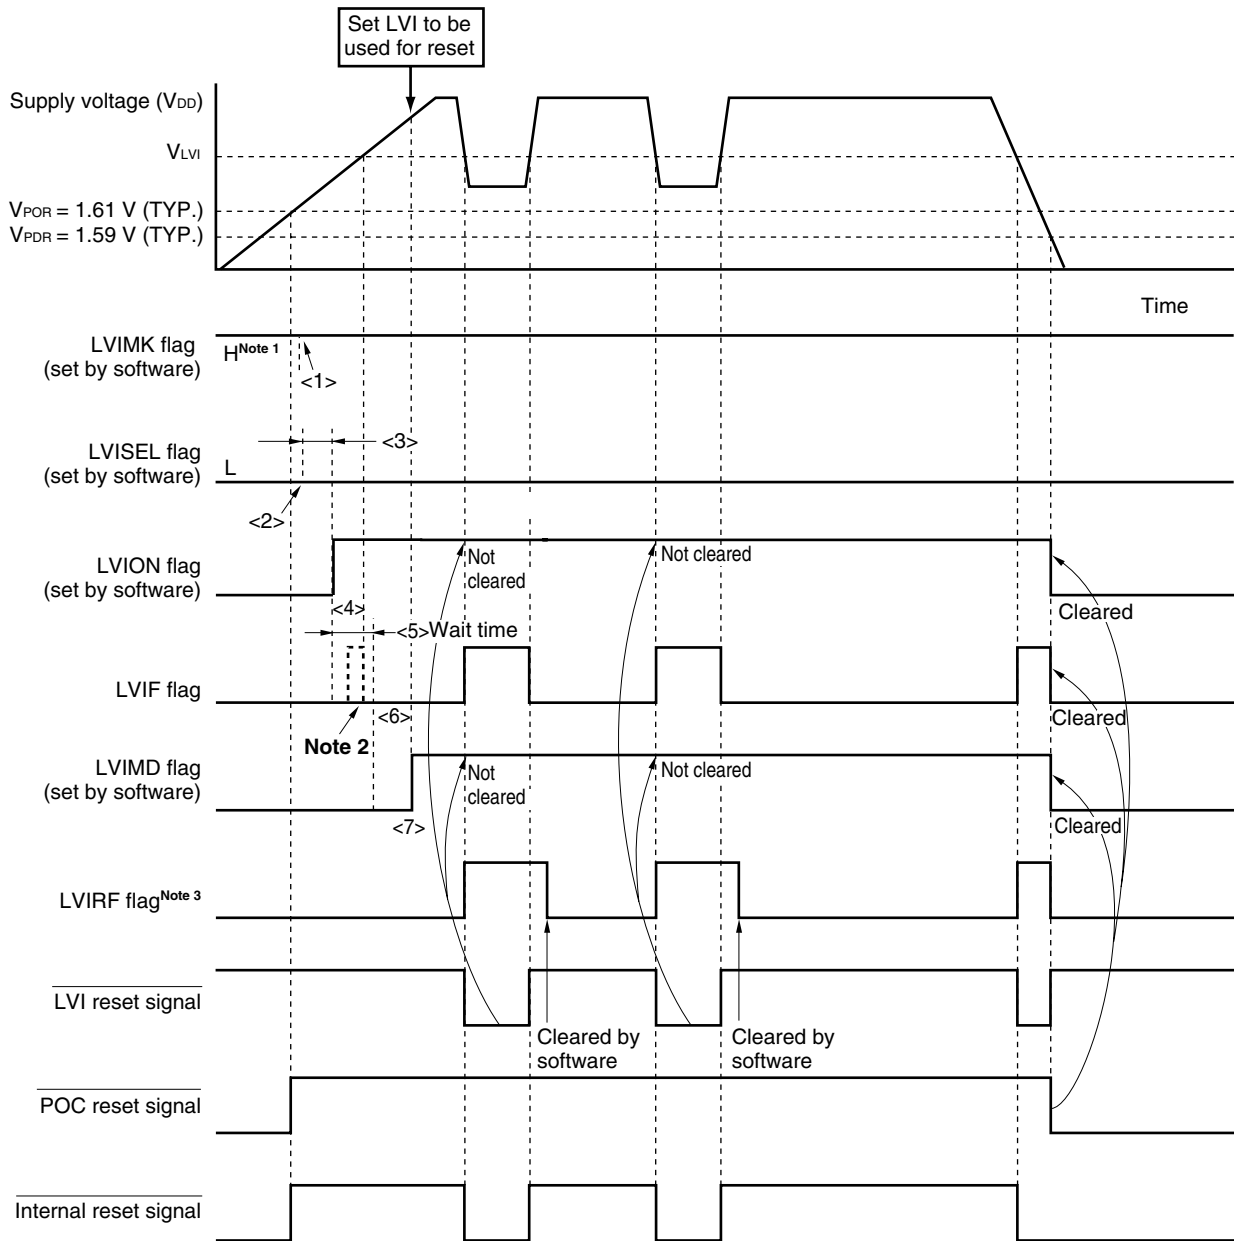 Set LVI to be
used for reset
Supply voltage (VDD)
VLVI
VPOR = 1.61 V (TYP.)
VPDR = 1.59 V (TYP.)
Time
LVIMK flag
(set by software)
H Note 1
<1>
LVISEL flag
(set by software)
<3>
L
<2>
LVION flag
(set by software)
Not
cleared
Not cleared
Cleared
<4>
<5> Wait time
LVIF flag
<6>
Note 2
Cleared
LVIMD flag
(set by software)
Not
cleared
Not cleared
<7>
Cleared
LVIRF flag Note 3
LVI reset signal
Cleared by
software
Cleared by
software
POC reset signal
Internal reset signal